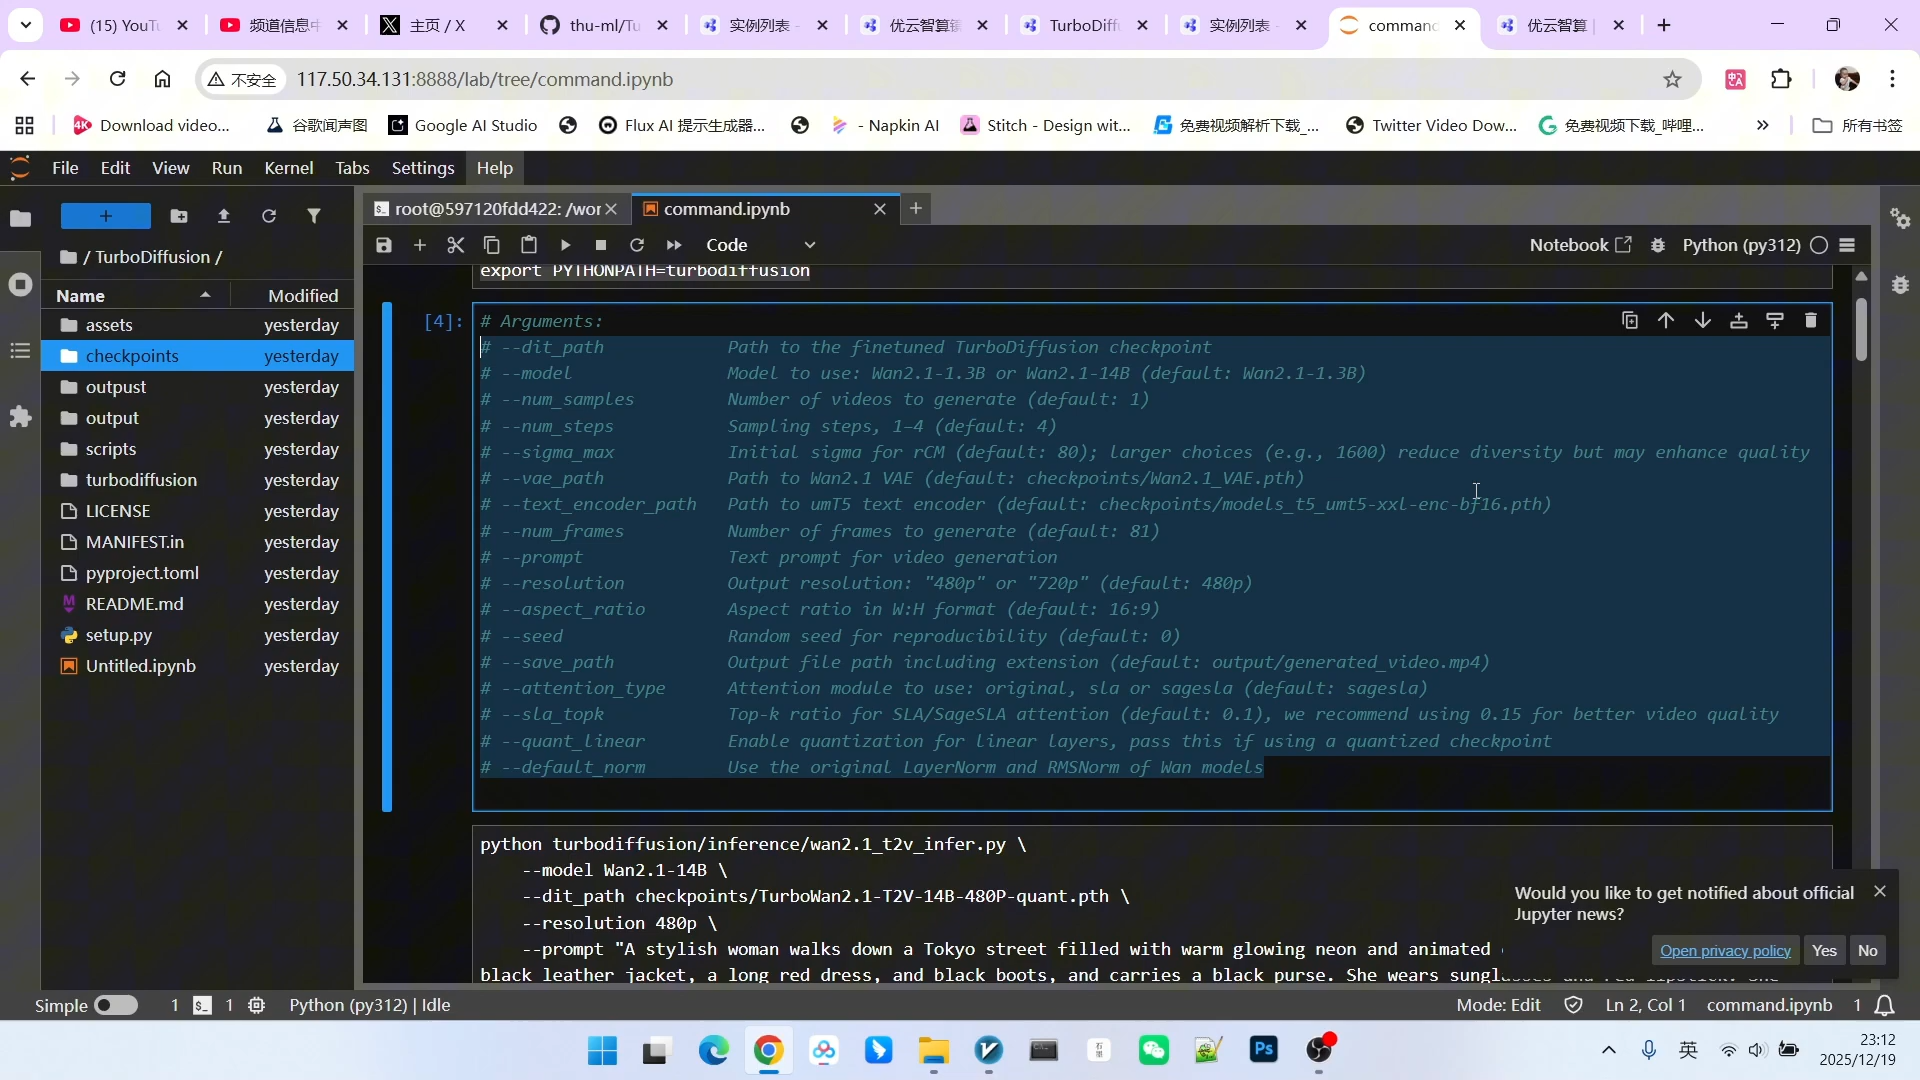 (15) YouTu
频道信息中
主页 / X
thu-ml/Tu
实例列表 -
优云智算镜
TurboDiffu
实例列表 -
command
优云智算 |
不安全
117.50.34.131:8888/lab/tree/command.ipynb
Download video...
谷歌闻声图
Google AI Studio
Flux AI 提示生成器...
- Napkin AI
Stitch - Design wit...
免费视频解析下载_...
Twitter Video Dow...
免费视频下载_哔哩...
所有书签
File Edit View Run Kernel Tabs Settings Help
root@597120fdd422: /wor
command.ipynb
Code
Notebook
Python (py312)
/ TurboDiffusion /
Name Modified
assets yesterday
checkpoints yesterday
outpust yesterday
output yesterday
scripts yesterday
turbodiffusion yesterday
LICENSE yesterday
MANIFEST.in yesterday
pyproject.toml yesterday
README.md yesterday
setup.py yesterday
Untitled.ipynb yesterday
export PYTHONPATH=turbodiffusion
[4]:
# Arguments:
# --dit_path Path to the finetuned TurboDiffusion checkpoint
# --model Model to use: Wan2.1-1.3B or Wan2.1-14B (default: Wan2.1-1.3B)
# --num_samples Number of videos to generate (default: 1)
# --num_steps Sampling steps, 1–4 (default: 4)
# --sigma_max Initial sigma for rCM (default: 80); larger choices (e.g., 1600) reduce diversity but may enhance quality
# --vae_path Path to Wan2.1 VAE (default: checkpoints/Wan2.1_VAE.pth)
# --text_encoder_path Path to umT5 text encoder (default: checkpoints/models_t5_umt5-xxl-enc-bf16.pth)
# --num_frames Number of frames to generate (default: 81)
# --prompt Text prompt for video generation
# --resolution Output resolution: "480p" or "720p" (default: 480p)
# --aspect_ratio Aspect ratio in W:H format (default: 16:9)
# --seed Random seed for reproducibility (default: 0)
# --save_path Output file path including extension (default: output/generated_video.mp4)
# --attention_type Attention module to use: original, sla or sagesla (default: sagesla)
# --sla_topk Top-k ratio for SLA/SageSLA attention (default: 0.1), we recommend using 0.15 for better video quality
# --quant_linear Enable quantization for linear layers, pass this if using a quantized checkpoint
# --default_norm Use the original LayerNorm and RMSNorm of Wan models
python turbodiffusion/inference/wan2.1_t2v_infer.py \
--model Wan2.1-14B \
--dit_path checkpoints/TurboWan2.1-T2V-14B-480P-quant.pth \
--resolution 480p \
--prompt "A stylish woman walks down a Tokyo street filled with warm glowing neon and animated
black leather jacket, a long red dress, and black boots, and carries a black purse. She wears sunglasses and red lipstick. She
Would you like to get notified about official
Jupyter news?
Open privacy policy
Yes
No
Simple
1
1
Python (py312) | Idle
Mode: Edit
Ln 2, Col 1
command.ipynb
1
Ps
英
23:12
2025/12/19